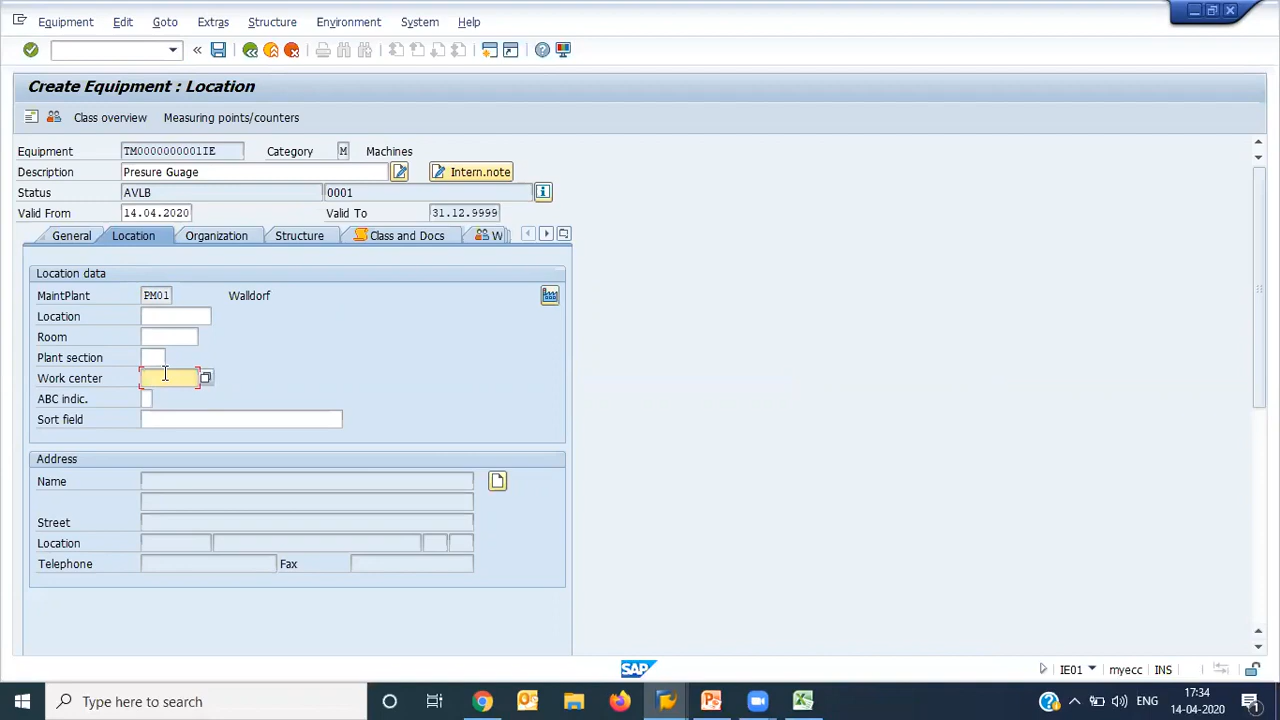 Equipment Edit Goto Extras Structure Environment System Help
Create Equipment : Location
Class overview Measuring points/counters
Equipment TM0000000001IE Category M Machines
Description Presure Guage Intern.note
Status AVLB 0001
Valid From 14.04.2020 Valid To 31.12.9999
General Location Organization Structure Class and Docs W
Location data
MaintPlant PM01 Walldorf
Location
Room
Plant section
Work center
ABC indic.
Sort field
Address
Name
Street
Location
Telephone Fax
SAP IE01 myecc INS
Type here to search ENG 17:34
14-04-2020